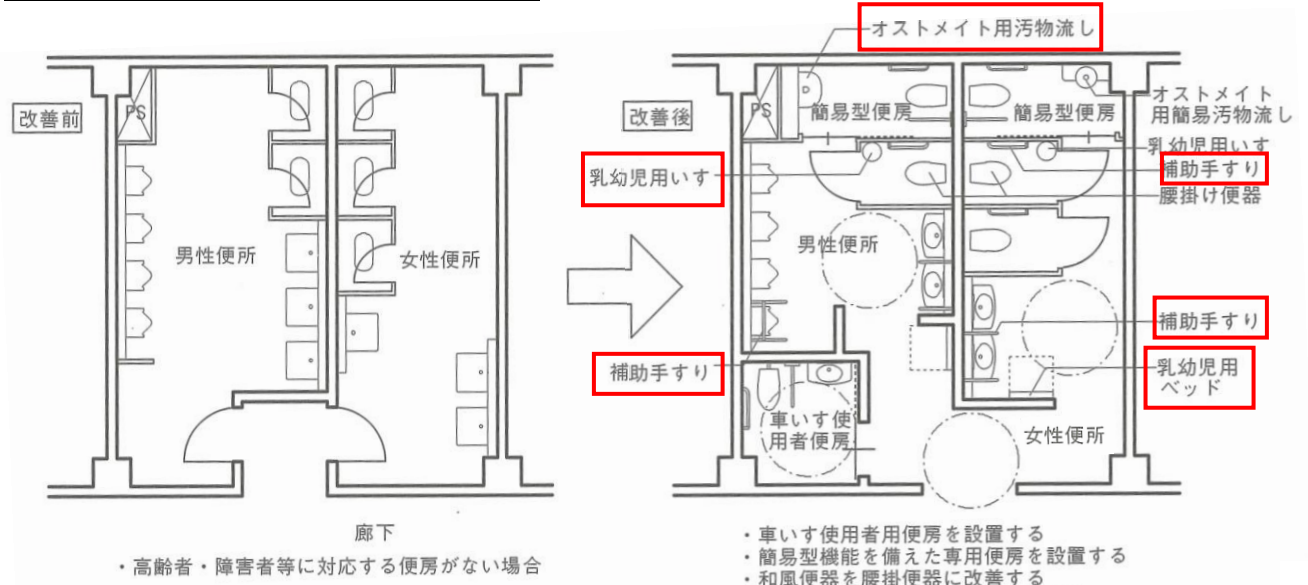 オストメイト用汚物流し
改善前
PS
男性便所
女性便所
廊下
・高齢者・障害者等に対応する便房がない場合
改善後
PS
簡易型便房
簡易型便房
オストメイト
用簡易汚物流し
乳幼児用いす
乳幼児用いす
補助手すり
腰掛け便器
男性便所
補助手すり
補助手すり
乳幼児用
ベッド
車いす使
用者便房
女性便所
・車いす使用者用便房を設置する
・簡易型機能を備えた専用便房を設置する
・和風便器を腰掛便器に改善する